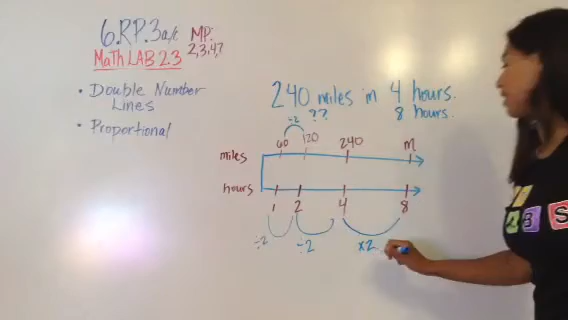 6.RP.3a/c MP:
2,3,4,7
Math LAB 2.3
• Double Number
Lines
• Proportional
240 miles in 4 hours.
?? 8 hours.
÷2
60 120 240 m
miles
hours
1 2 4 8
÷2 ÷2 x2